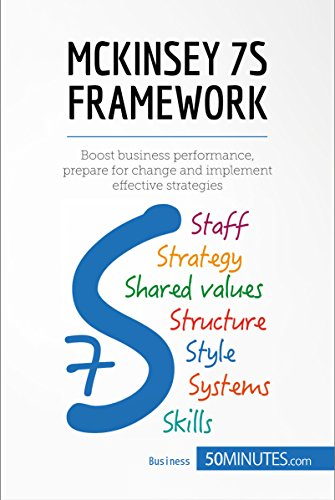 MCKINSEY 7S
FRAMEWORK
Boost business performance,
prepare for change and implement
effective strategies
Staff
Strategy
Shared values
Structure
Style
Systems
Skills
7S
Business 50MINUTES.com